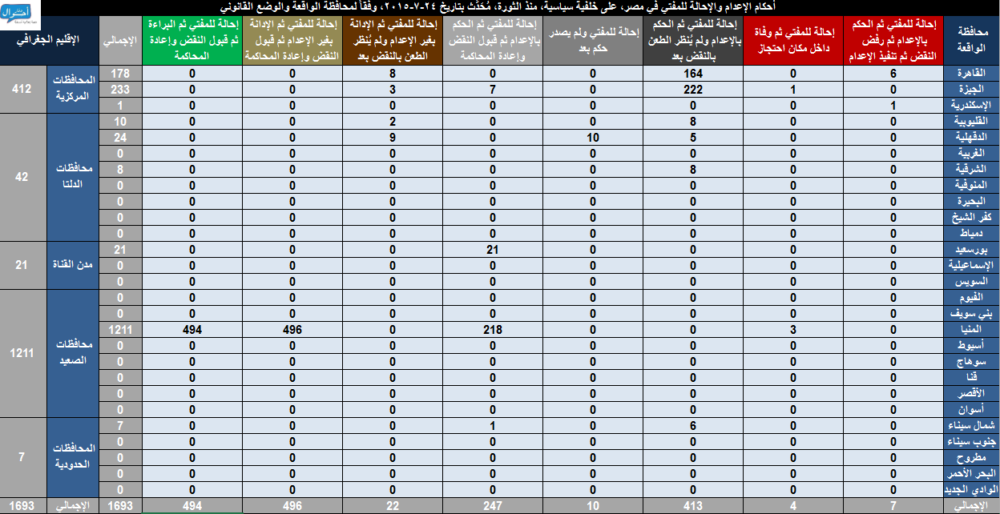 أحكام الإعدام والإحالة للمفتي في مصر، على خلفية سياسية، منذ الثورة، مُحدَّث بتاريخ ٢٤-٧-٢٠١٥، وفقاً لمحافظة الواقعة والوضع القانوني
محافظة الواقعة | إحالة للمفتي ثم الحكم بالإعدام ثم رفض النقض ثم تنفيذ الإعدام | إحالة للمفتي ثم وفاة داخل مكان احتجاز | إحالة للمفتي ثم الحكم بالإعدام ولم يُنظر الطعن بالنقض بعد | إحالة للمفتي ولم يصدر حكم بعد | إحالة للمفتي ثم الحكم بالإعدام ثم قبول النقض وإعادة المحاكمة | إحالة للمفتي ثم الإدانة بغير الإعدام ولم يُنظر الطعن بالنقض بعد | إحالة للمفتي ثم الإدانة بغير الإعدام ثم قبول النقض وإعادة المحاكمة | إحالة للمفتي ثم البراءة ثم قبول النقض وإعادة المحاكمة | الإجمالي | الإقليم الجغرافي
القاهرة 6 0 164 0 0 8 0 0 178 المحافظات المركزية 412
الجيزة 0 1 222 0 7 3 0 0 233
الإسكندرية 1 0 0 0 0 0 0 0 1
القليوبية 0 0 8 0 0 2 0 0 10 محافظات الدلتا 42
الدقهلية 0 0 5 10 0 9 0 0 24
الغربية 0 0 0 0 0 0 0 0 0
الشرقية 0 0 8 0 0 0 0 0 8
المنوفية 0 0 0 0 0 0 0 0 0
البحيرة 0 0 0 0 0 0 0 0 0
كفر الشيخ 0 0 0 0 0 0 0 0 0
دمياط 0 0 0 0 0 0 0 0 0
بورسعيد 0 0 0 0 21 0 0 0 21 مدن القناة 21
الإسماعيلية 0 0 0 0 0 0 0 0 0
السويس 0 0 0 0 0 0 0 0 0
الفيوم 0 0 0 0 0 0 0 0 0 محافظات الصعيد 1211
بني سويف 0 0 0 0 0 0 0 0 0
المنيا 0 3 0 0 218 0 496 494 1211
أسيوط 0 0 0 0 0 0 0 0 0
سوهاج 0 0 0 0 0 0 0 0 0
قنا 0 0 0 0 0 0 0 0 0
الأقصر 0 0 0 0 0 0 0 0 0
أسوان 0 0 0 0 0 0 0 0 0
شمال سيناء 0 0 6 0 1 0 0 0 7 المحافظات الحدودية 7
جنوب سيناء 0 0 0 0 0 0 0 0 0
مطروح 0 0 0 0 0 0 0 0 0
البحر الأحمر 0 0 0 0 0 0 0 0 0
الوادي الجديد 0 0 0 0 0 0 0 0 0
الإجمالي 7 4 413 10 247 22 496 494 1693 الإجمالي 1693